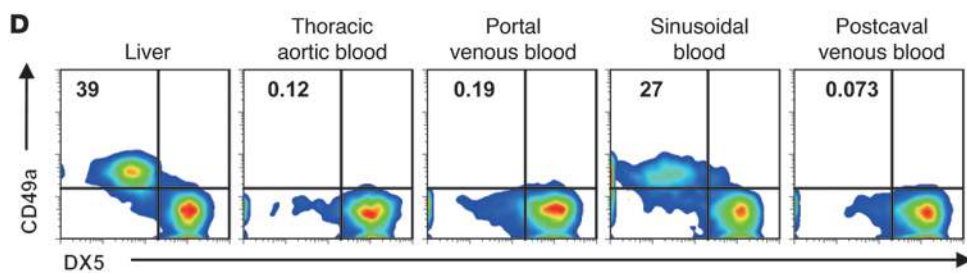 D
Liver
Thoracic
aortic blood
Portal
venous blood
Sinusoidal
blood
Postcaval
venous blood
39
0.12
0.19
27
0.073
CD49a
DX5